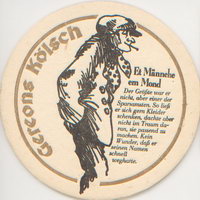 Gereons Kölsch
Et Männche
em Mond
Der Größte war er
nicht, aber einer der
Sparsamsten. So ließ
er sich gern Kleider
schenken, dachte aber
nicht im Traum da-
ran, sie passend zu
machen. Kein
Wunder, daß er
seinen Namen
schnell
weghatte.